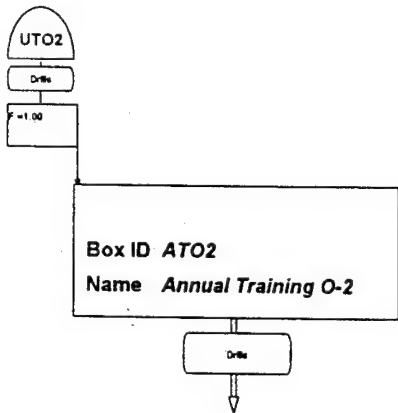 UTO2
Drills
F =1.00
Box ID ATO2
Name Annual Training O-2
Drills